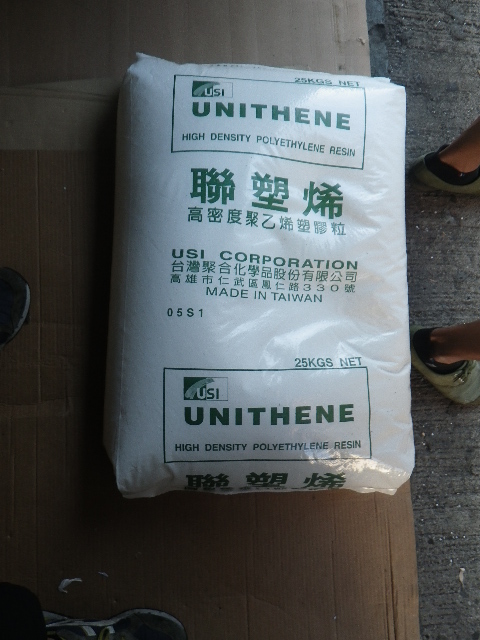 25KGS NET
USI
UNITHENE
HIGH DENSITY POLYETHYLENE RESIN
聯塑烯
高密度聚乙烯塑膠粒
USI CORPORATION
台灣聚合化學品股份有限公司
高雄市仁武區鳳仁路330號
MADE IN TAIWAN
05S1
25KGS NET
USI
UNITHENE
HIGH DENSITY POLYETHYLENE RESIN
聯塑烯